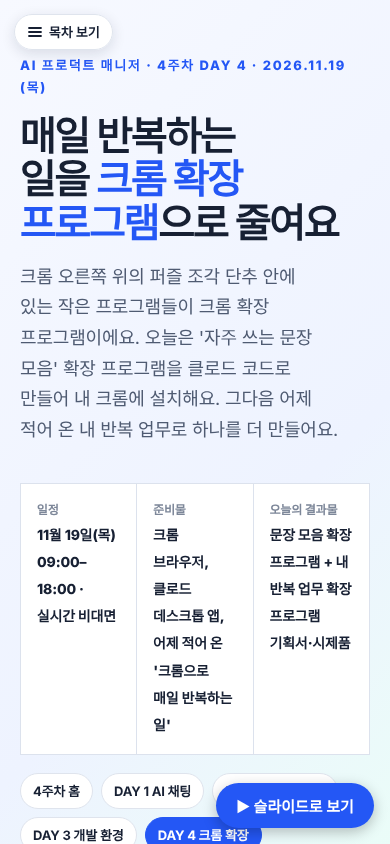 목차 보기
AI 프로덕트 매니저 · 4주차 DAY 4 · 2026.11.19
(목)
매일 반복하는
일을 크롬 확장
프로그램으로 줄여요
크롬 오른쪽 위의 퍼즐 조각 단추 안에
있는 작은 프로그램들이 크롬 확장
프로그램이에요. 오늘은 '자주 쓰는 문장
모음' 확장 프로그램을 클로드 코드로
만들어 내 크롬에 설치해요. 그다음 어제
적어 온 내 반복 업무로 하나를 더 만들어요.
일정
11월 19일(목)
09:00–
18:00 ·
실시간 비대면
준비물
크롬
브라우저,
클로드
데스크톱 앱,
어제 적어 온
'크롬으로
매일 반복하는
일'
오늘의 결과물
문장 모음 확장
프로그램 + 내
반복 업무 확장
프로그램
기획서·시제품
4주차 홈
DAY 1 AI 채팅
▶ 슬라이드로 보기
DAY 3 개발 환경
DAY 4 크롬 확장